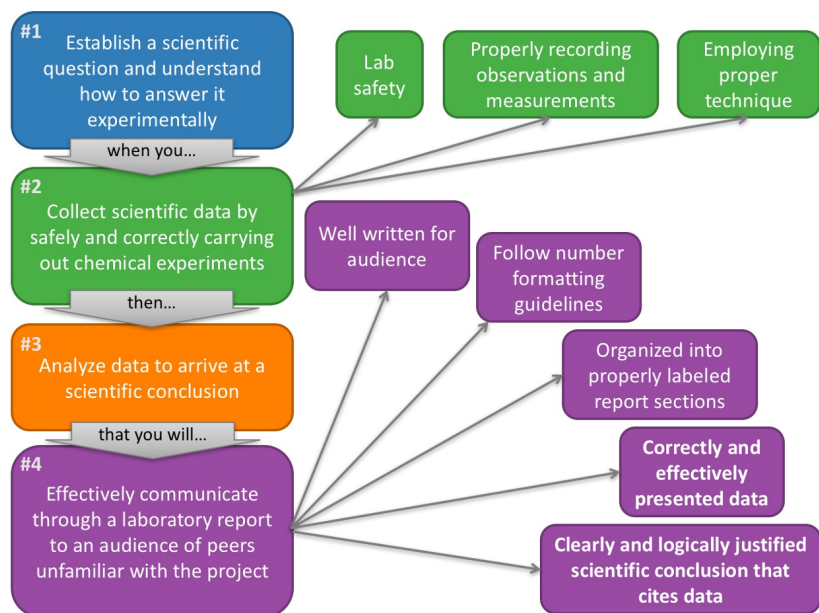 #1
Establish a scientific
question and understand
how to answer it
experimentally
when you...
#2
Collect scientific data by
safely and correctly carrying
out chemical experiments
then...
#3
Analyze data to arrive at a
scientific conclusion
that you will...
#4
Effectively communicate
through a laboratory report
to an audience of peers
unfamiliar with the project
Lab
safety
Properly recording
observations and
measurements
Employing
proper
technique
Well written for
audience
Follow number
formatting
guidelines
Organized into
properly labeled
report sections
Correctly and
effectively
presented data
Clearly and logically justified
scientific conclusion that
cites data